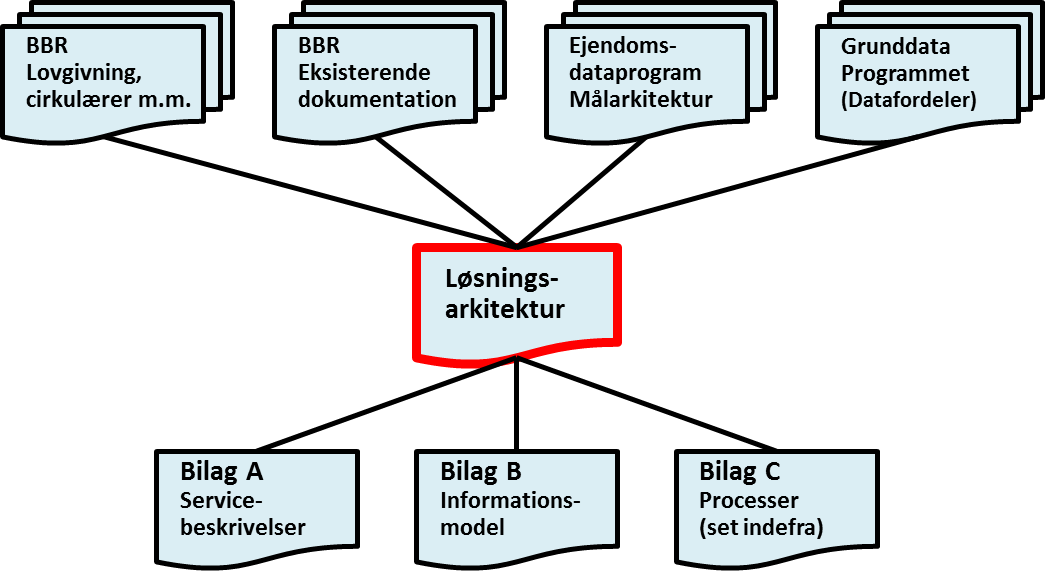 BBR
Lovgivning,
cirkulærer m.m.
BBR
Eksisterende
dokumentation
Ejendoms-
dataprogram
Målarkitektur
Grunddata
Programmet
(Datafordeler)
Løsnings-
arkitektur
Bilag A
Service-
beskrivelser
Bilag B
Informations-
model
Bilag C
Processer
(set indefra)